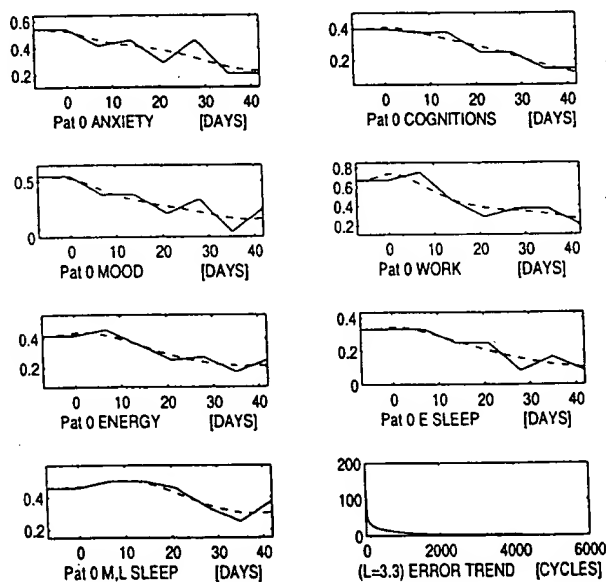 0.6
0.4
0.2
0 10 20 30 40
Pat 0 ANXIETY [DAYS]
0.4
0.2
0
0 10 20 30 40
Pat 0 COGNITIONS [DAYS]
0.5
0
0 10 20 30 40
Pat 0 MOOD [DAYS]
0.8
0.6
0.4
0.2
0 10 20 30 40
Pat 0 WORK [DAYS]
0.4
0.2
0 10 20 30 40
Pat 0 ENERGY [DAYS]
0.4
0.2
0
0 10 20 30 40
Pat 0 E SLEEP [DAYS]
0.4
0.2
0 10 20 30 40
Pat 0 M,L SLEEP [DAYS]
200
100
0
0 2000 4000 6000
(L=3.3) ERROR TREND [CYCLES]